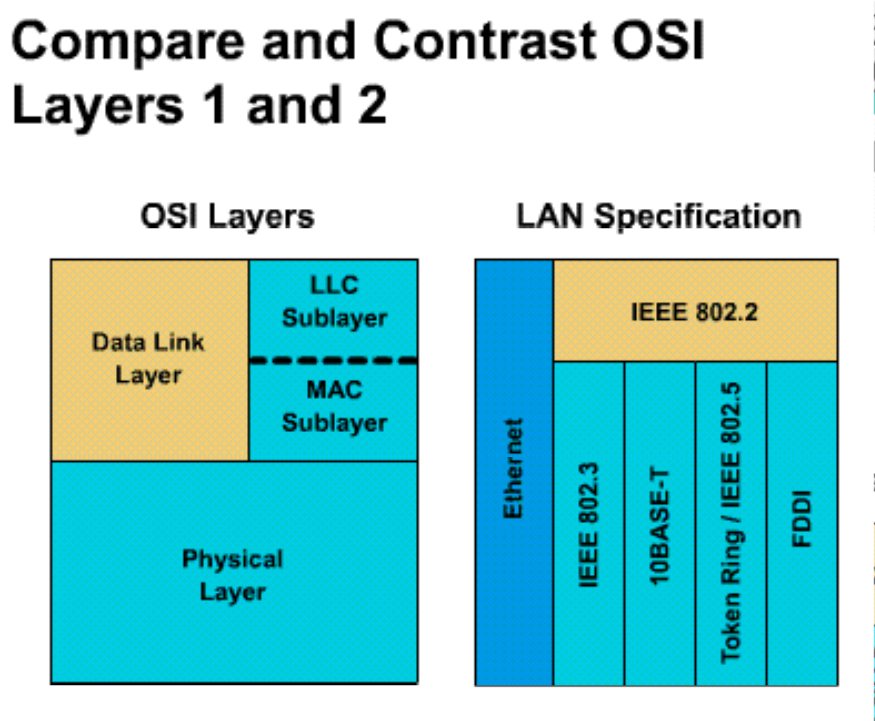 Compare and Contrast OSI
Layers 1 and 2
OSI Layers
LAN Specification
Data Link
Layer
LLC
Sublayer
MAC
Sublayer
Physical
Layer
Ethernet
IEEE 802.2
IEEE 802.3
10BASE-T
Token Ring / IEEE 802.5
FDDI